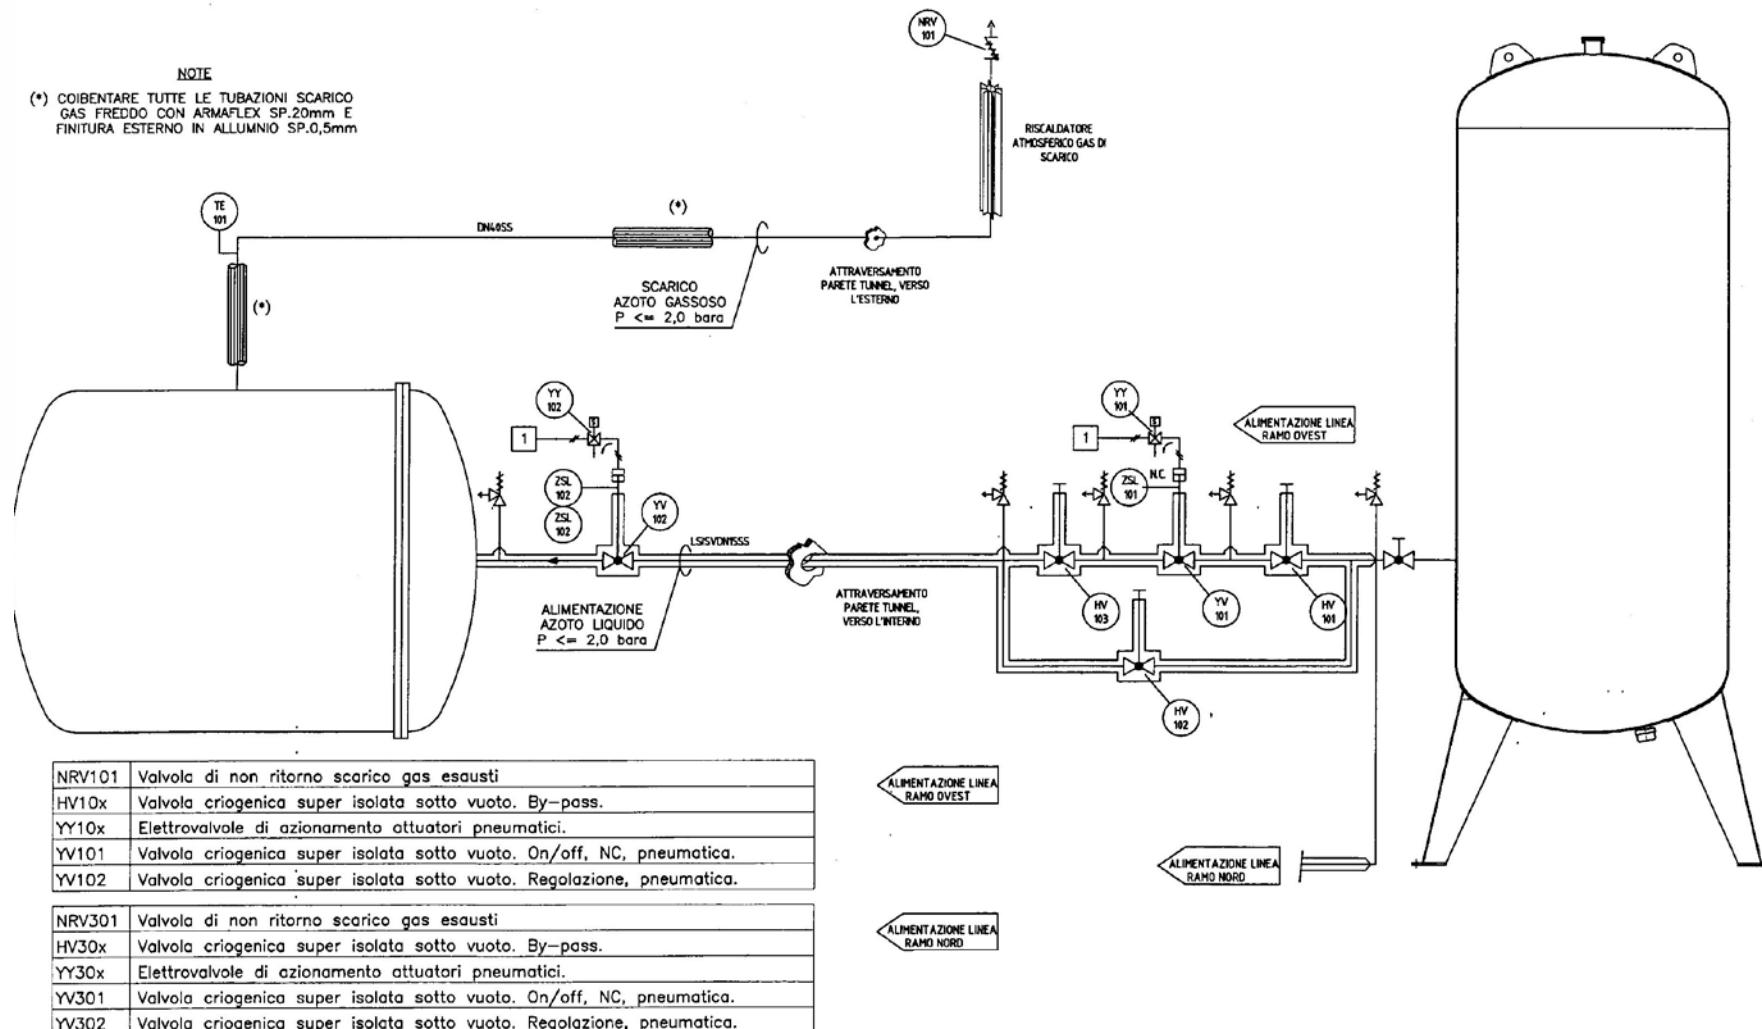 NRV
101
NOTE
(*) COIBENTARE TUTTE LE TUBAZIONI SCARICO
GAS FREDDO CON ARMAFLEX SP.20mm E
FINITURA ESTERNO IN ALLUMNIO SP.0,5mm
RISCALDATORE
ATMOSFERICO GAS DI
SCARICO
TE
101
(*)
DN40SS
ATTRAVERSAMENTO
PARETE TUNNEL, VERSO
L'ESTERNO
SCARICO
AZOTO GASSOSO
P <= 2,0 bara
(*)
YY
102
S
1
YY
101
S
1
ALIMENTAZIONE LINEA
RAMO OVEST
ZSL
102
ZSL
102
YV
102
ZSL
101
N.C.
ALIMENTAZIONE
AZOTO LIQUIDO
P <= 2,0 bara
ATTRAVERSAMENTO
PARETE TUNNEL,
VERSO L'INTERNO
HV
103
YV
101
HV
101
HV
102
NRV101 Valvola di non ritorno scarico gas esausti
HV10x Valvola criogenica super isolata sotto vuoto. By-pass.
YY10x Elettrovalvole di azionamento attuatori pneumatici.
YV101 Valvola criogenica super isolata sotto vuoto. On/off, NC, pneumatica.
YV102 Valvola criogenica super isolata sotto vuoto. Regolazione, pneumatica.
ALIMENTAZIONE LINEA
RAMO OVEST
ALIMENTAZIONE LINEA
RAMO NORD
NRV301 Valvola di non ritorno scarico gas esausti
HV30x Valvola criogenica super isolata sotto vuoto. By-pass.
YY30x Elettrovalvole di azionamento attuatori pneumatici.
YV301 Valvola criogenica super isolata sotto vuoto. On/off, NC, pneumatica.
YV302 Valvola criogenica super isolata sotto vuoto. Regolazione, pneumatica.
ALIMENTAZIONE LINEA
RAMO NORD